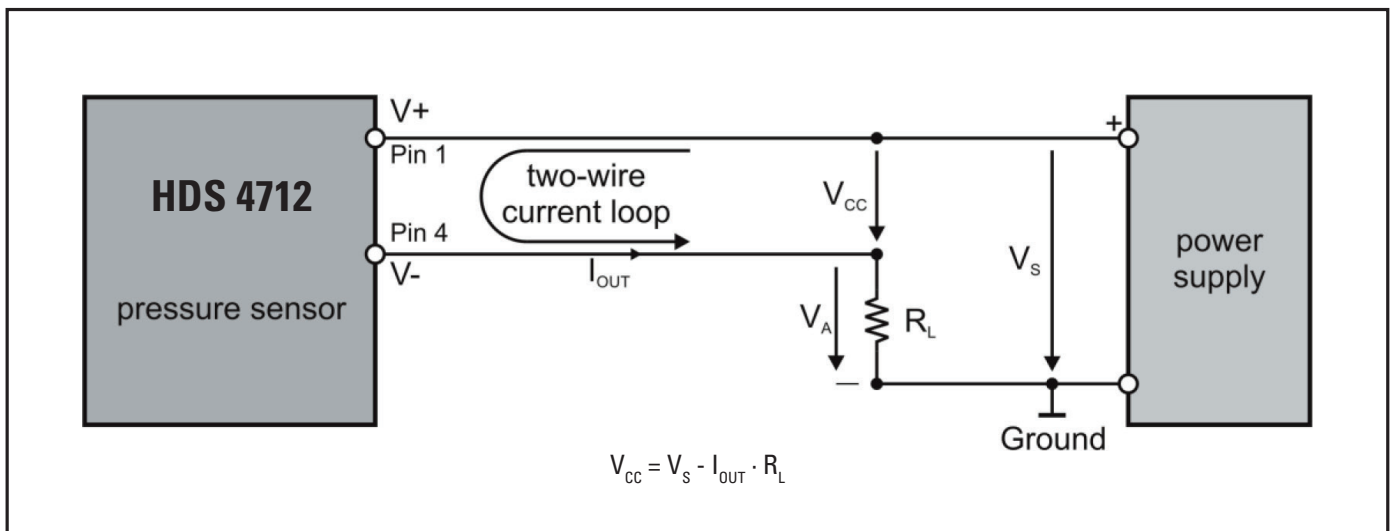 V+
Pin 1
HDS 4712
Pin 4
V-
pressure sensor
two-wire
current loop
I_OUT
V_CC
V_A
R_L
V_S
+
power
supply
—
Ground
V_CC = V_S - I_OUT · R_L